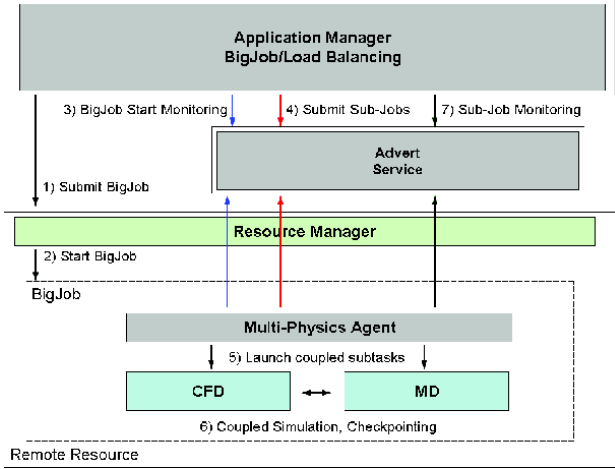 Application Manager
BigJob/Load Balancing
3) BigJob Start Monitoring
4) Submit Sub-Jobs
7) Sub-Job Monitoring
Advert
Service
1) Submit BigJob
Resource Manager
2) Start BigJob
BigJob
Multi-Physics Agent
5) Launch coupled subtasks
CFD
MD
6) Coupled Simulation, Checkpointing
Remote Resource